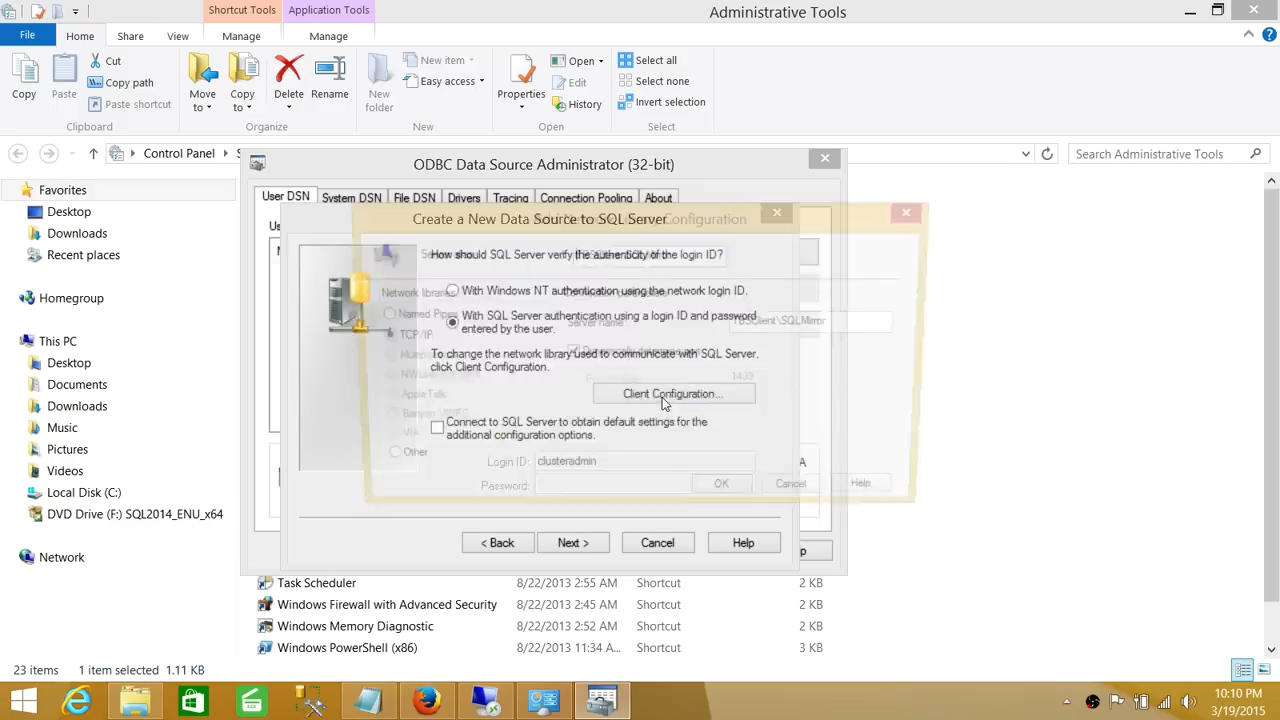 Shortcut Tools
Application Tools
Administrative Tools
File
Home
Share
View
Manage
Manage
Copy
Paste
Cut
Copy path
Paste shortcut
Move to
Copy to
Delete
Rename
New folder
New item
Easy access
Properties
Open
Edit
History
Select all
Select none
Invert selection
Clipboard
Organize
New
Open
Select
Control Panel
Search Administrative Tools
Favorites
Desktop
Downloads
Recent places
Homegroup
This PC
Desktop
Documents
Downloads
Music
Pictures
Videos
Local Disk (C:)
DVD Drive (F:) SQL2014_ENU_x64
Network
ODBC Data Source Administrator (32-bit)
User DSN
System DSN
File DSN
Drivers
Tracing
Connection Pooling
About
Create a New Data Source to SQL Server
Configuration
How should SQL Server verify the authenticity of the login ID?
With Windows NT authentication using the network login ID.
With SQL Server authentication using a login ID and password
entered by the user.
To change the network library used to communicate with SQL Server,
click Client Configuration.
Client Configuration...
Connect to SQL Server to obtain default settings for the
additional configuration options.
Login ID:
clusteradmin
Password:
Network libraries
Named Pipes
TCP/IP
AppleTalk
Other
Server name
1433
OK
Cancel
Help
< Back
Next >
Cancel
Help
Task Scheduler
8/22/2013 2:55 AM
Shortcut
2 KB
Windows Firewall with Advanced Security
8/22/2013 2:45 AM
Shortcut
2 KB
Windows Memory Diagnostic
8/22/2013 2:52 AM
Shortcut
2 KB
Windows PowerShell (x86)
8/22/2013 11:34 A...
Shortcut
3 KB
23 items
1 item selected 1.11 KB
10:10 PM
3/19/2015